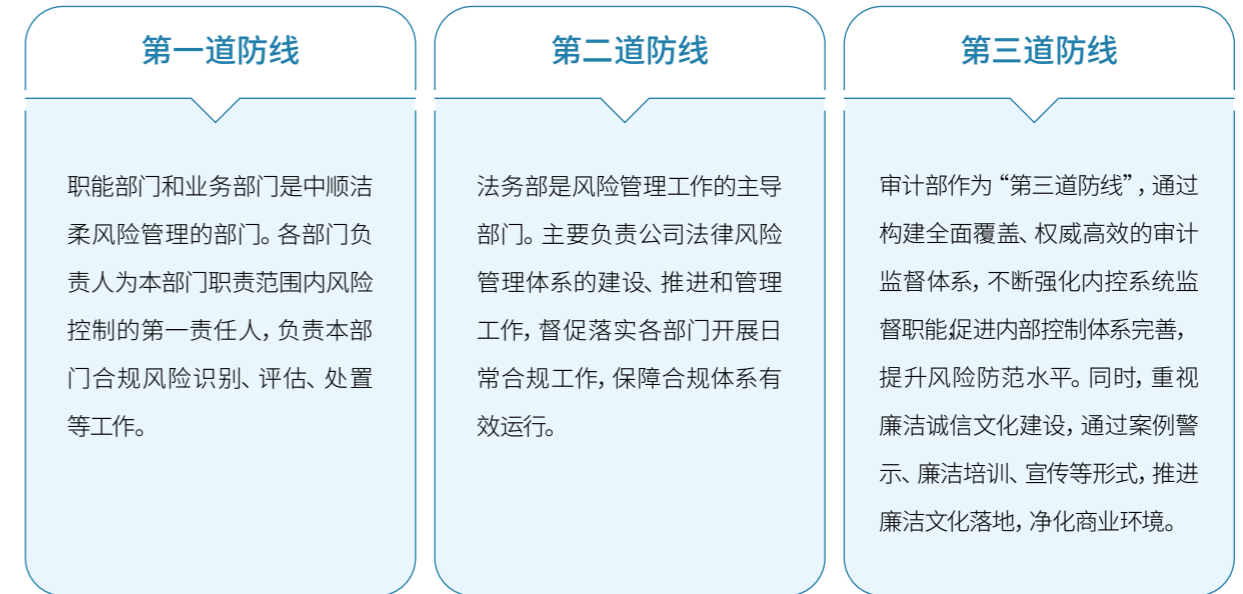 第一道防线
职能部门和业务部门是中顺洁
柔风险管理的部门。各部门负
责人为本部门职责范围内风险
控制的第一责任人，负责本部
门合规风险识别、评估、处置
等工作。
第二道防线
法务部是风险管理工作的主导
部门。主要负责公司法律风险
管理体系的建设、推进和管理
工作，督促落实各部门开展日
常合规工作，保障合规体系有
效运行。
第三道防线
审计部作为“第三道防线”，通过
构建全面覆盖、权威高效的审计
监督体系，不断强化内控系统监
督职能，促进内部控制体系完善，
提升风险防范水平。同时，重视
廉洁诚信文化建设，通过案例警
示、廉洁培训、宣传等形式，推进
廉洁文化落地，净化商业环境。